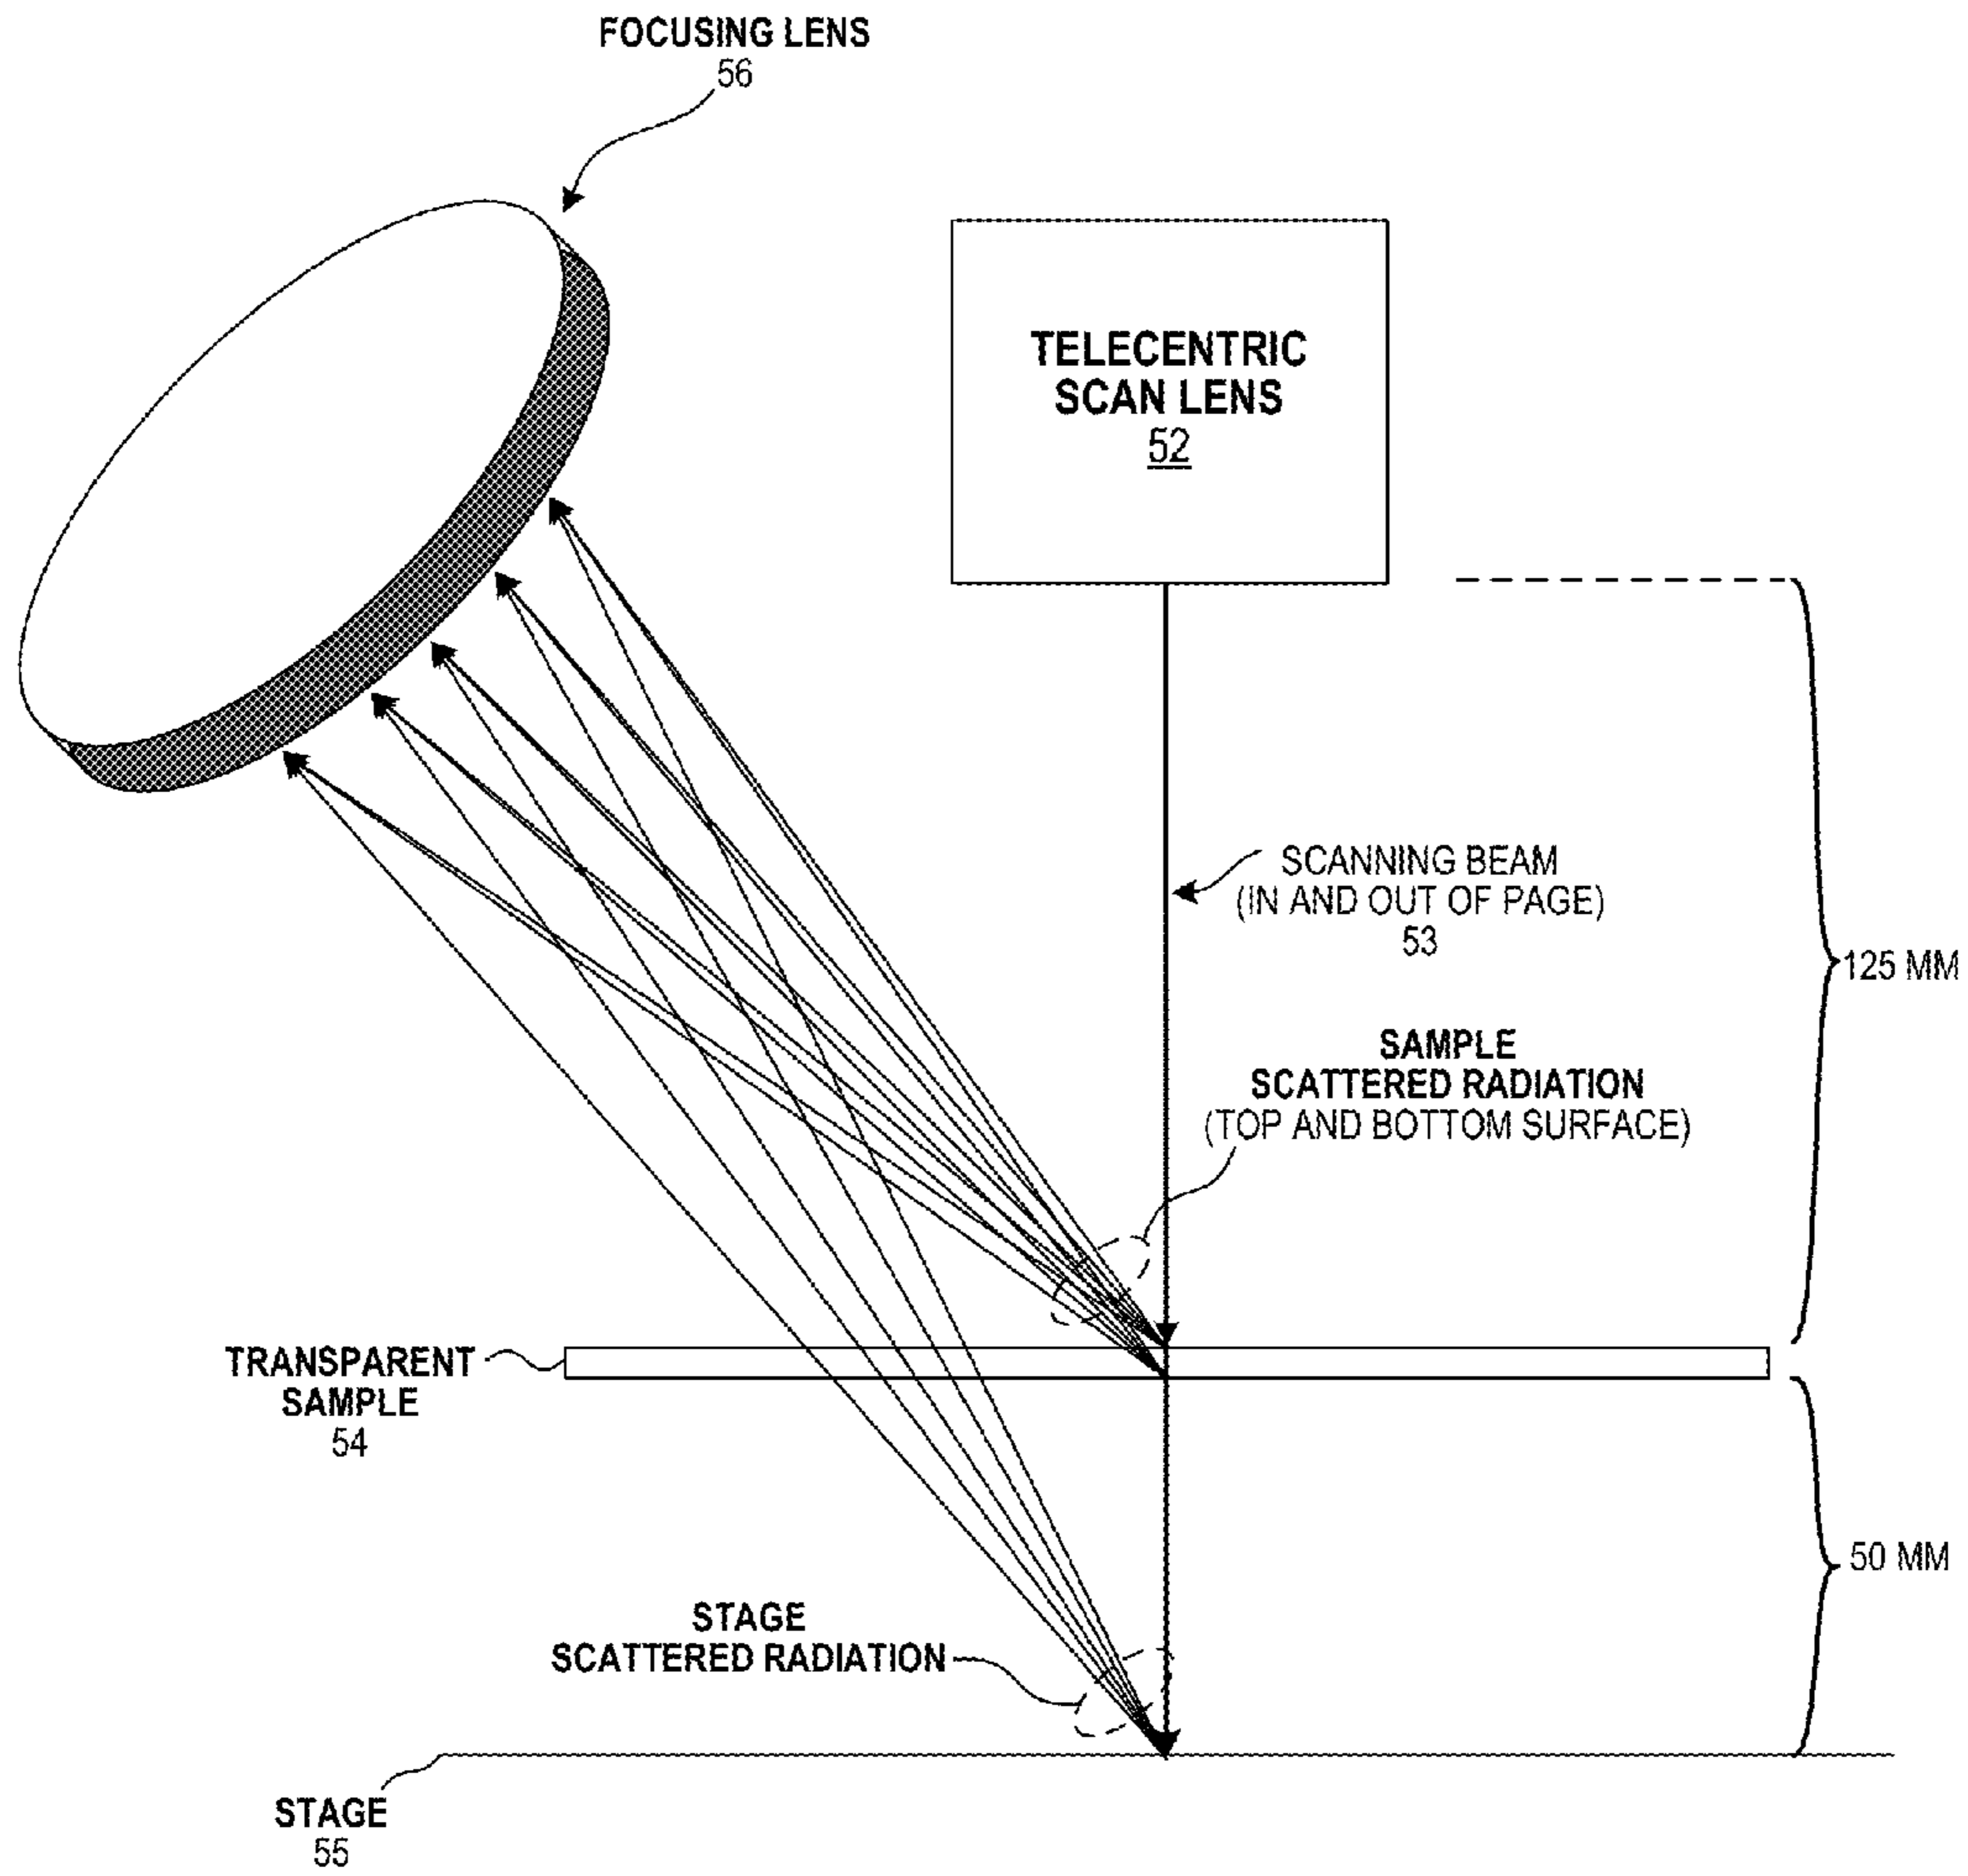 FOCUSING LENS
56
TELECENTRIC
SCAN LENS
52
SCANNING BEAM
(IN AND OUT OF PAGE)
53
125 MM
SAMPLE
SCATTERED RADIATION
(TOP AND BOTTOM SURFACE)
TRANSPARENT
SAMPLE
54
50 MM
STAGE
SCATTERED RADIATION
STAGE
55